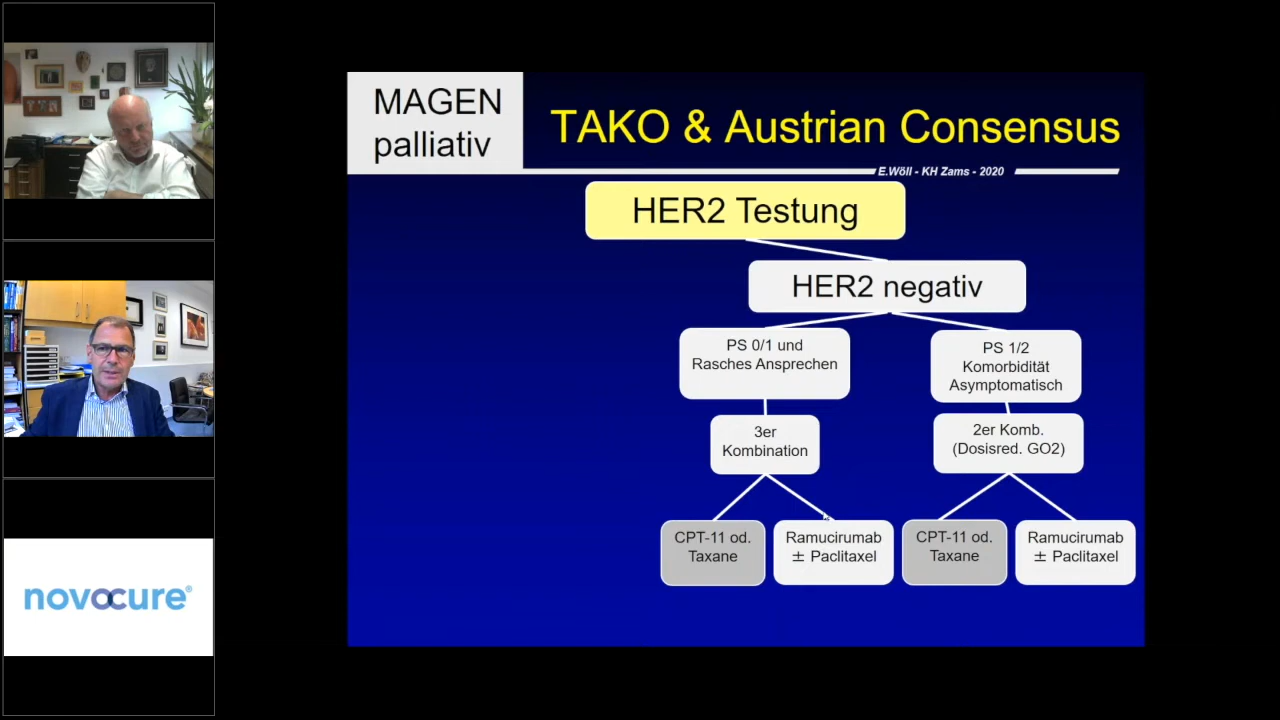 novocure®
MAGEN
palliativ
TAKO & Austrian Consensus
E.Wöll - KH Zams - 2020
HER2 Testung
HER2 negativ
PS 0/1 und
Rasches Ansprechen
PS 1/2
Komorbidität
Asymptomatisch
3er
Kombination
2er Komb.
(Dosisred. GO2)
CPT-11 od.
Taxane
Ramucirumab
± Paclitaxel
CPT-11 od.
Taxane
Ramucirumab
± Paclitaxel